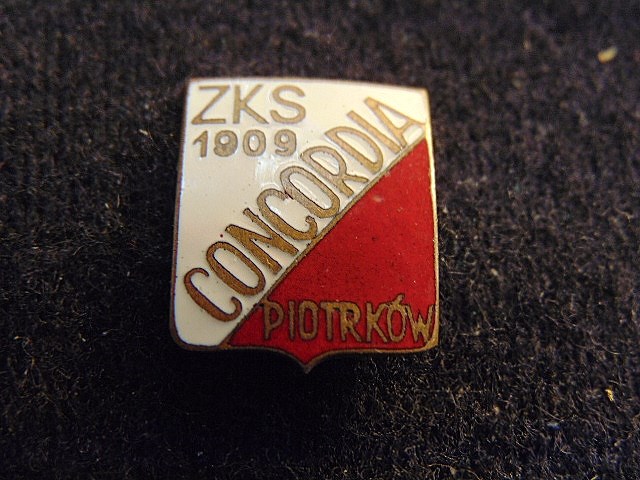 ZKS
1909
CONCORDIA
PIOTRKÓW